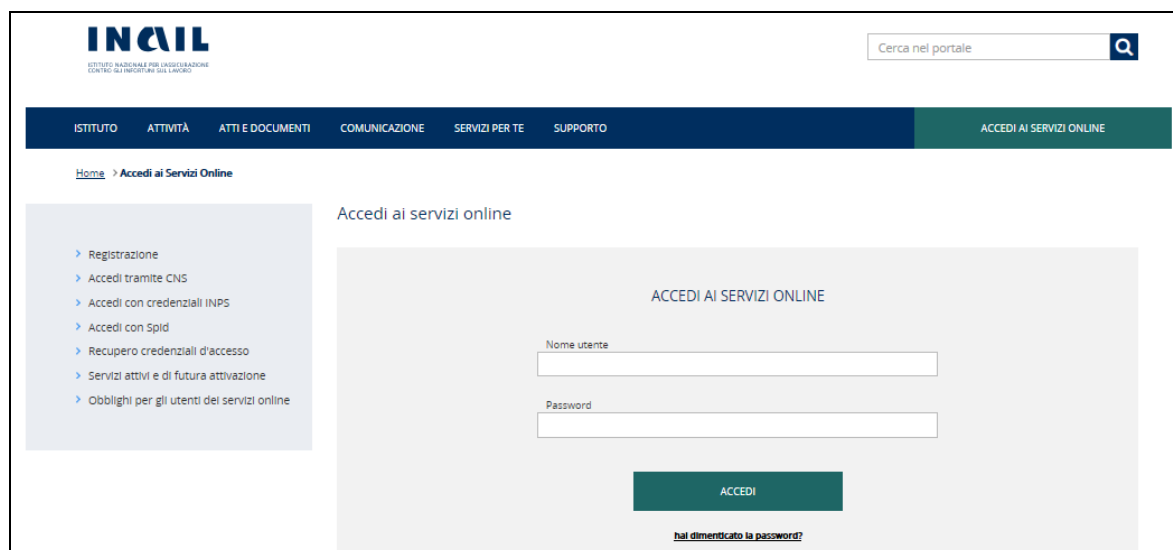 INAIL
ISTITUTO NAZIONALE PER L'ASSICURAZIONE
CONTRO GLI INFORTUNI SUL LAVORO
Cerca nel portale
ISTITUTO ATTIVITÀ ATTI E DOCUMENTI COMUNICAZIONE SERVIZI PER TE SUPPORTO ACCEDI AI SERVIZI ONLINE
Home > Accedi ai Servizi Online
Accedi ai servizi online
> Registrazione
> Accedi tramite CNS
> Accedi con credenziali INPS
> Accedi con Spid
> Recupero credenziali d'accesso
> Servizi attivi e di futura attivazione
> Obblighi per gli utenti dei servizi online
ACCEDI AI SERVIZI ONLINE
Nome utente
Password
ACCEDI
hai dimenticato la password?